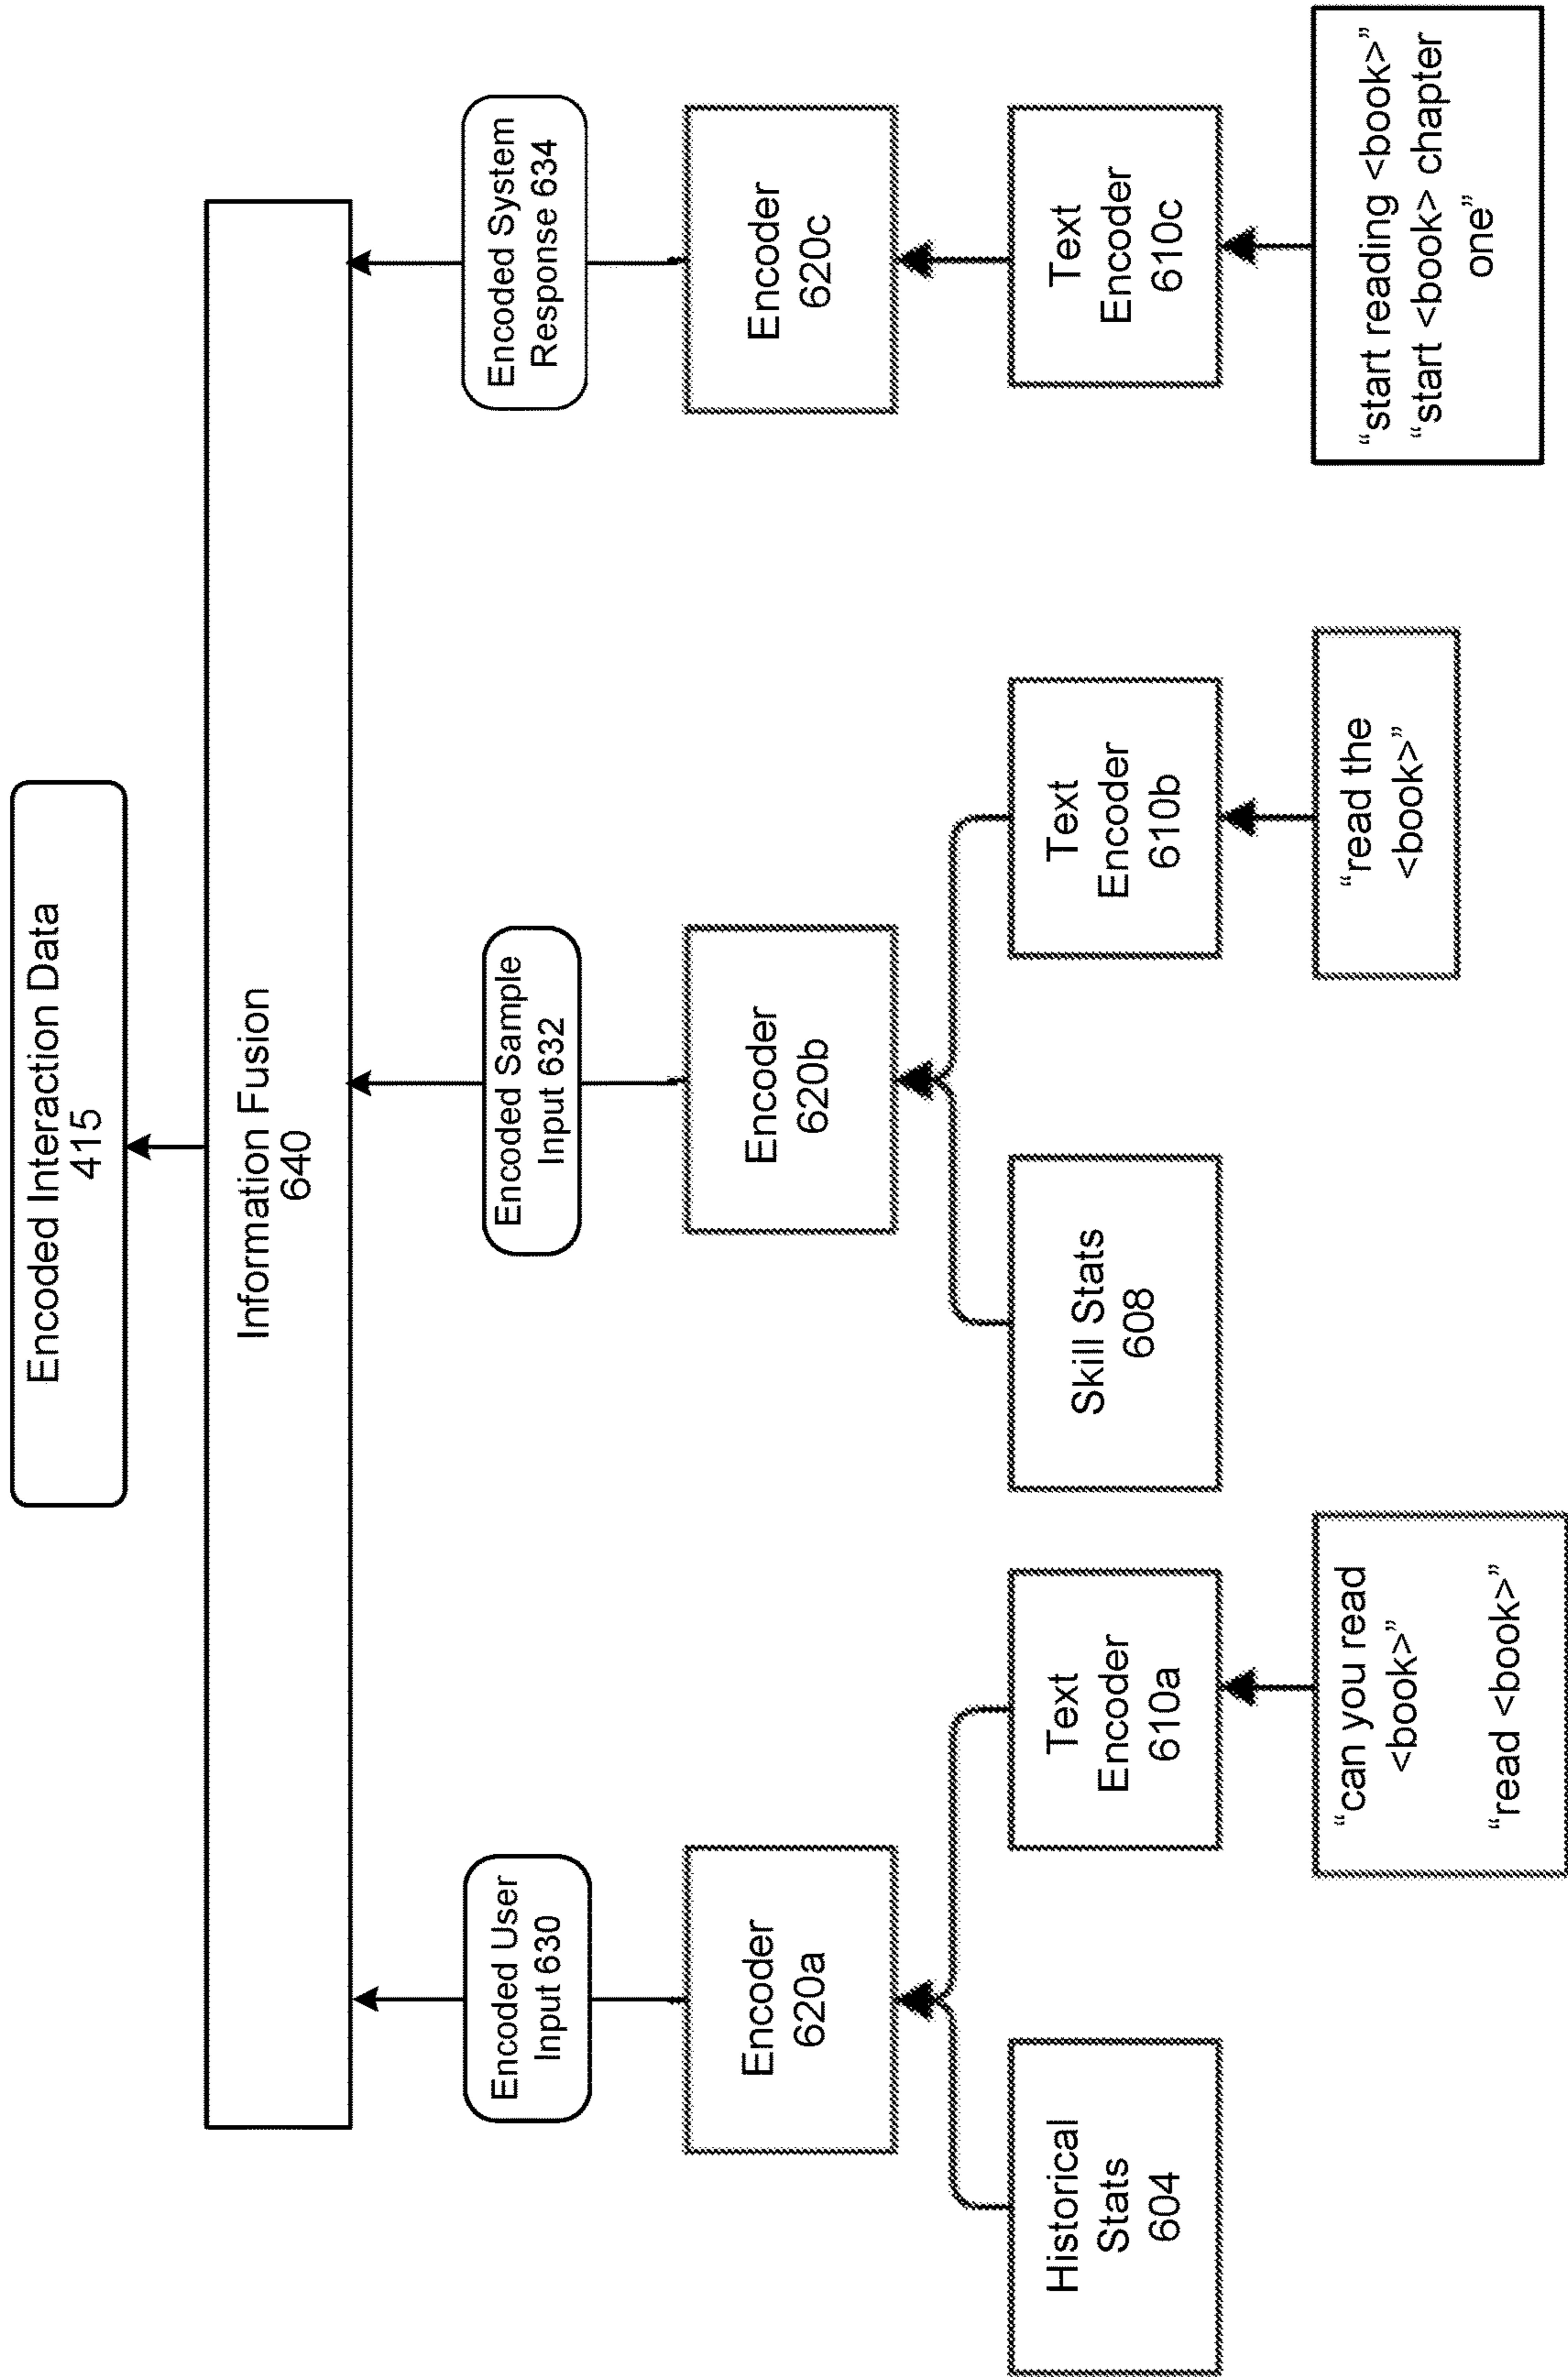 Encoded Interaction Data
415
Information Fusion
640
Encoded User
Input 630
Encoded Sample
Input 632
Encoded System
Response 634
Encoder
620a
Encoder
620b
Encoder
620c
Historical
Stats
604
Text
Encoder
610a
Skill Stats
608
Text
Encoder
610b
Text
Encoder
610c
“can you read
<book>”
“read <book>”
“read the
<book>”
“start reading <book>”
“start <book> chapter
one”